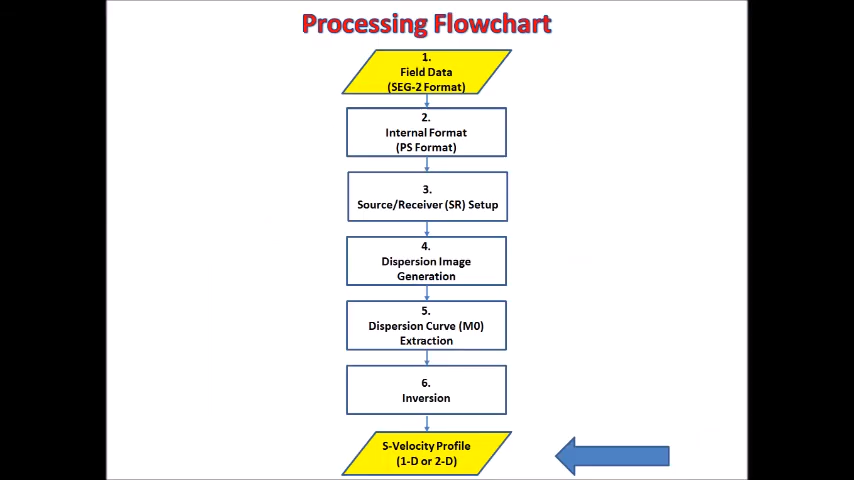 Processing Flowchart
1.
Field Data
(SEG-2 Format)
2.
Internal Format
(PS Format)
3.
Source/Receiver (SR) Setup
4.
Dispersion Image
Generation
5.
Dispersion Curve (M0)
Extraction
6.
Inversion
S-Velocity Profile
(1-D or 2-D)